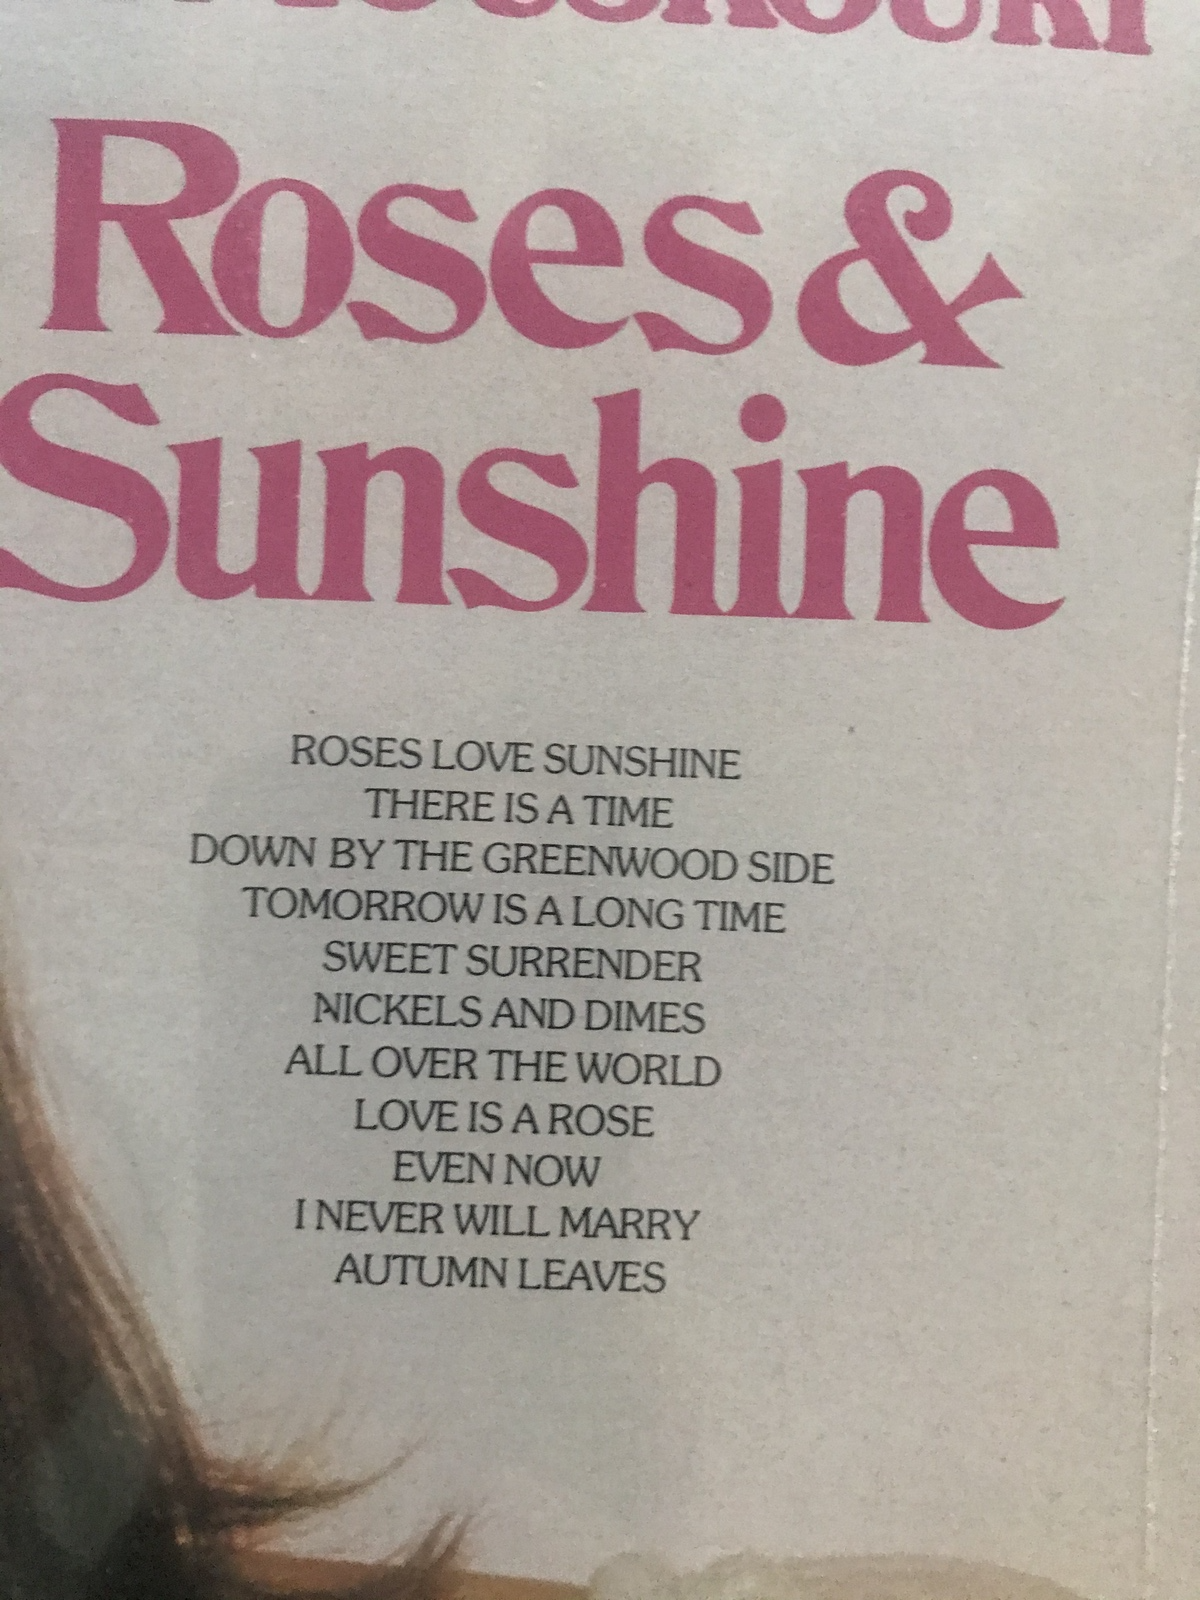 MOUSKOURI
Roses &
Sunshine
ROSES LOVE SUNSHINE
THERE IS A TIME
DOWN BY THE GREENWOOD SIDE
TOMORROW IS A LONG TIME
SWEET SURRENDER
NICKELS AND DIMES
ALL OVER THE WORLD
LOVE IS A ROSE
EVEN NOW
I NEVER WILL MARRY
AUTUMN LEAVES